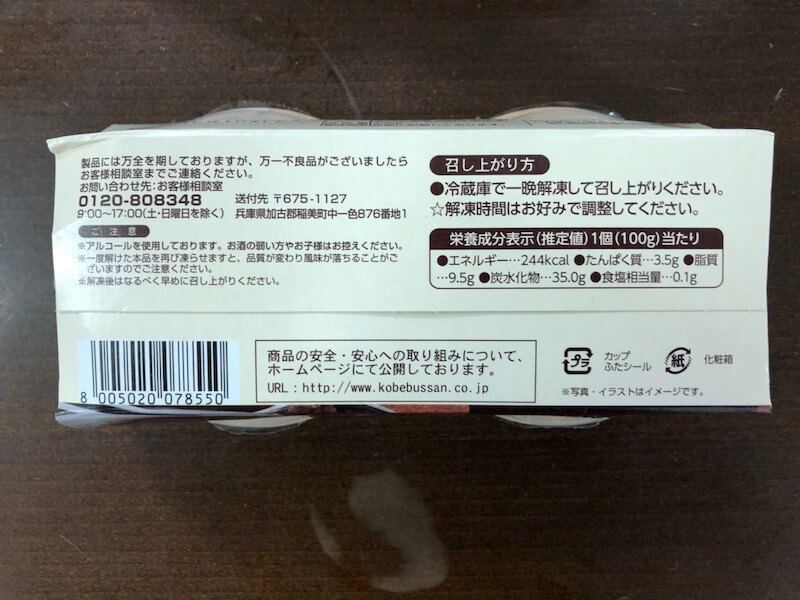 製品には万全を期しておりますが、万一不良品がございましたら
お客様相談室までご連絡ください。
お問い合わせ先:お客様相談室
0120-808348 送付先 〒675-1127
9:00〜17:00(土・日曜日を除く) 兵庫県加古郡稲美町中一色876番地1
ご注意
※アルコールを使用しております。お酒の弱い方やお子様はお控えください。
※一度解けた本品を再び凍らせますと、品質が変わり風味が落ちることがご
ざいますのでご注意ください。
※解凍後はなるべく早めに召し上がりください。
召し上がり方
●冷蔵庫で一晩解凍して召し上がりください。
☆解凍時間はお好みで調整してください。
栄養成分表示(推定値)1個(100g)当たり
●エネルギー…244kcal ●たんぱく質…3.5g ●脂質
…9.5g ●炭水化物…35.0g ●食塩相当量…0.1g
8 005020 078550
商品の安全・安心への取り組みについて、
ホームページにて公開しております。
URL:http://www.kobebussan.co.jp
プラ
カップ
ふたシール
紙
化粧箱
※写真・イラストはイメージです。